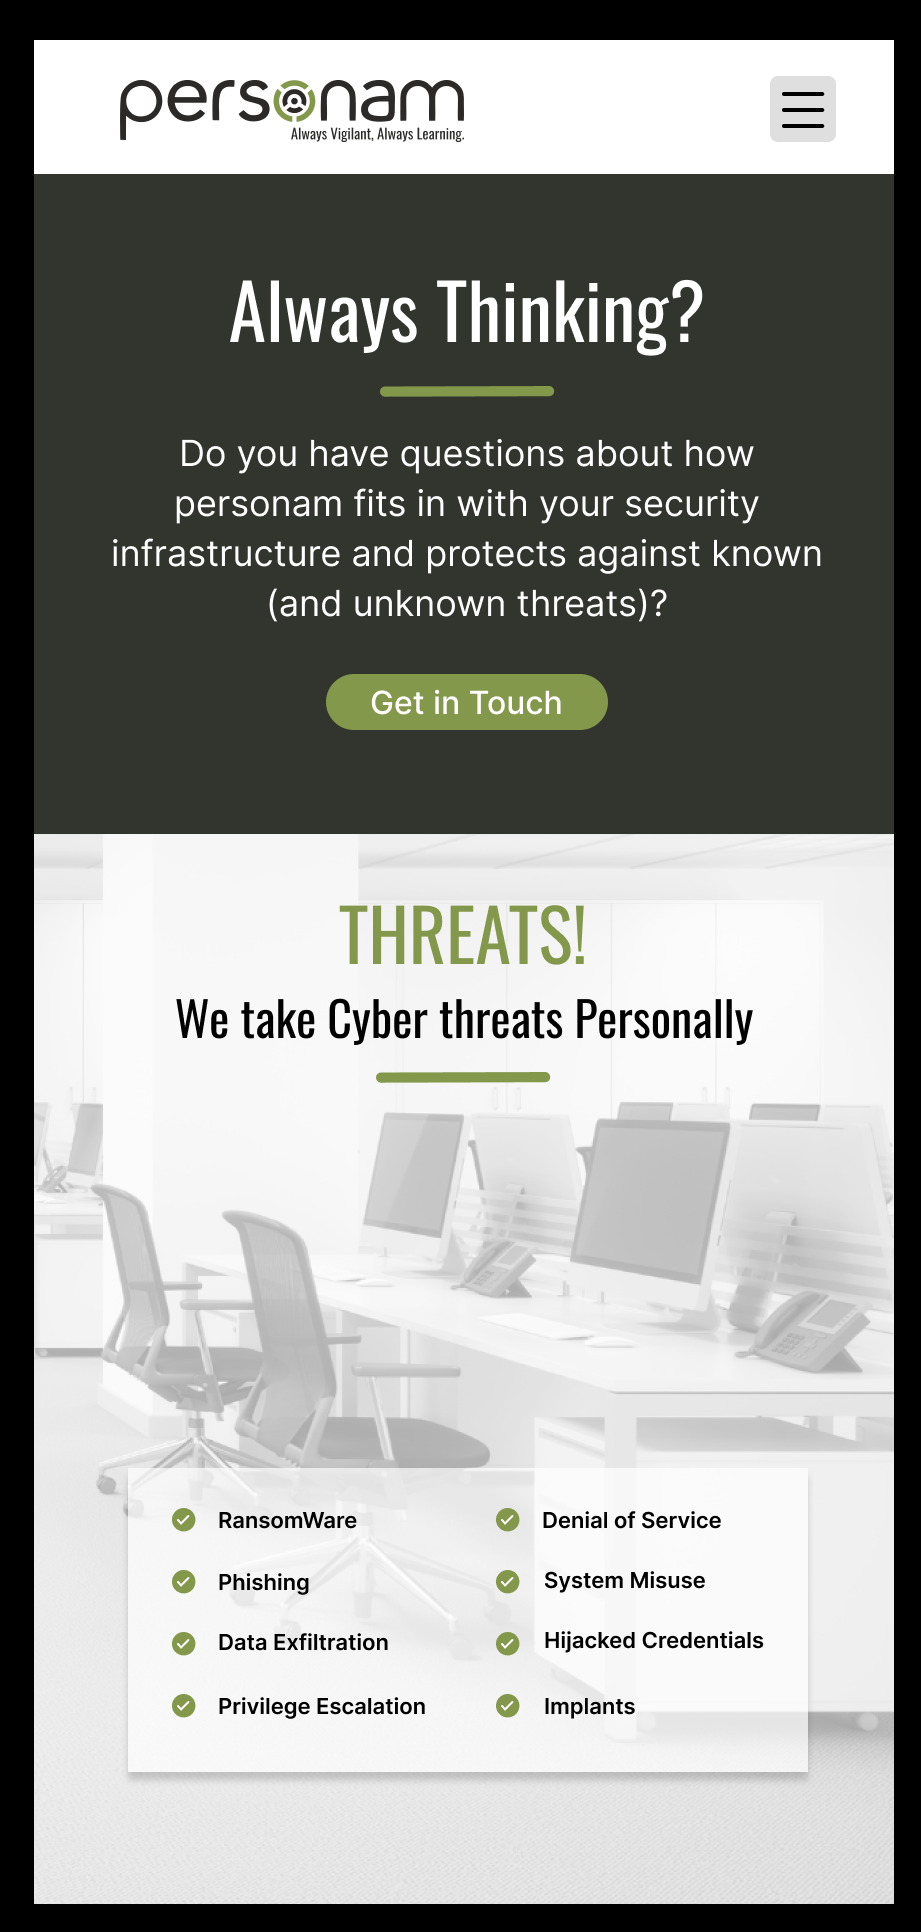 personam
Always Vigilant, Always Learning.
Always Thinking?
Do you have questions about how
personam fits in with your security
infrastructure and protects against known
(and unknown threats)?
Get in Touch
THREATS!
We take Cyber threats Personally
RansomWare
Denial of Service
Phishing
System Misuse
Data Exfiltration
Hijacked Credentials
Privilege Escalation
Implants